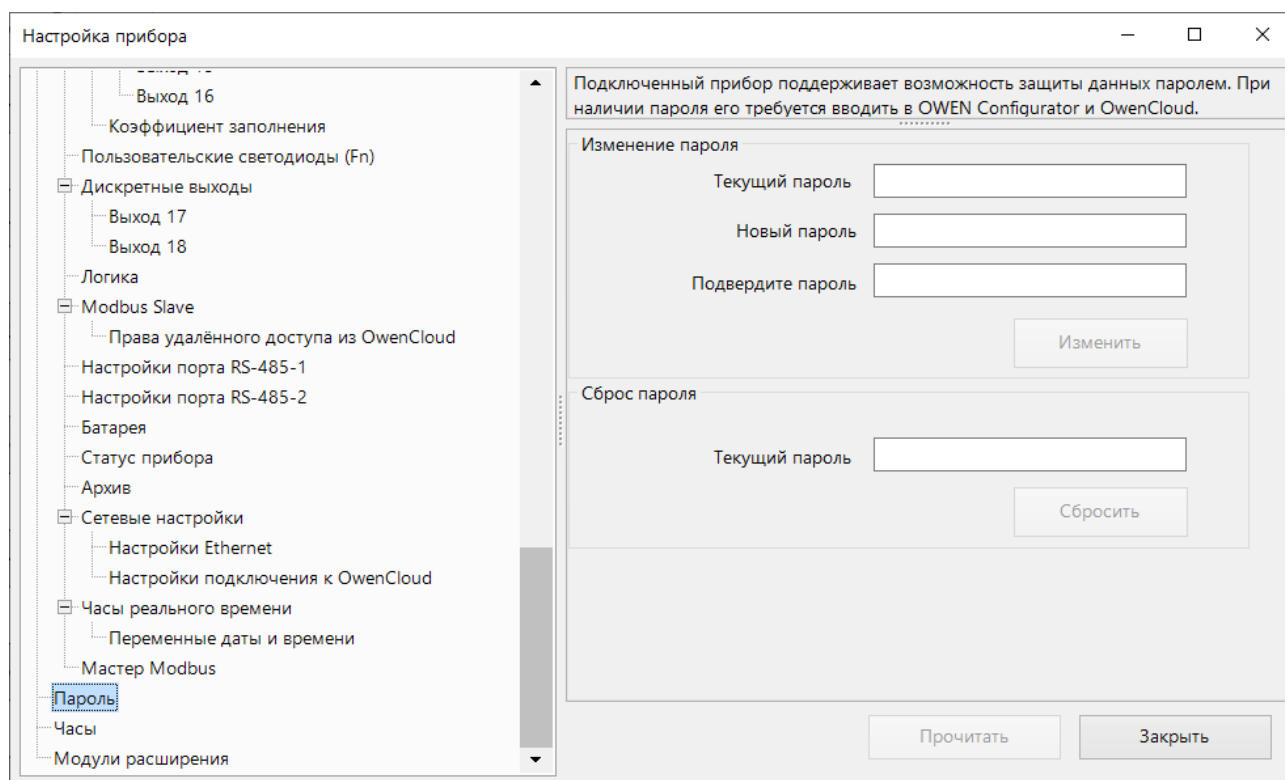 Настройка прибора
Выход 16
Коэффициент заполнения
Пользовательские светодиоды (Fn)
Дискретные выходы
Выход 17
Выход 18
Логика
Modbus Slave
Права удалённого доступа из OwenCloud
Настройки порта RS-485-1
Настройки порта RS-485-2
Батарея
Статус прибора
Архив
Сетевые настройки
Настройки Ethernet
Настройки подключения к OwenCloud
Часы реального времени
Переменные даты и времени
Мастер Modbus
Пароль
Часы
Модули расширения
Подключенный прибор поддерживает возможность защиты данных паролем. При
наличии пароля его требуется вводить в OWEN Configurator и OwenCloud.
Изменение пароля
Текущий пароль
Новый пароль
Подвердите пароль
Изменить
Сброс пароля
Текущий пароль
Сбросить
Прочитать
Закрыть